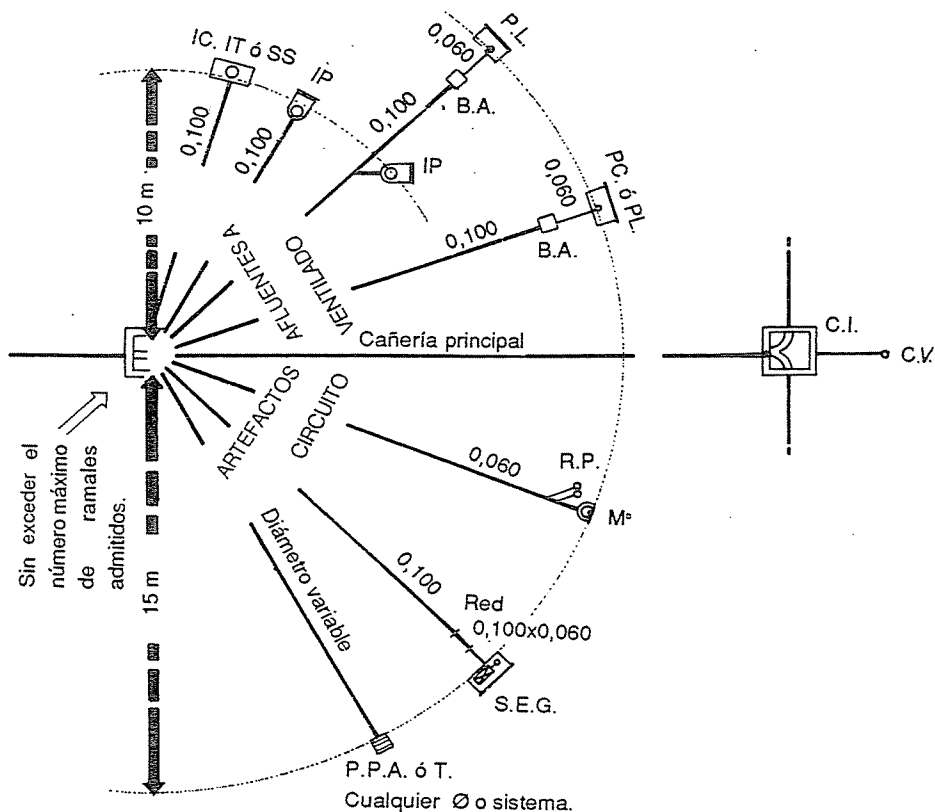 IC. IT ó SS
0,100
IP
0,100
P.L.
0,060
B.A.
0,100
IP
PC. ó PL.
0,060
B.A.
0,100
10 m
AFLUENTES A
VENTILADO
Cañería principal
C.I.
C.V.
ARTEFACTOS
CIRCUITO
Sin exceder el
número máximo
de ramales
admitidos.
15 m
0,060
R.P.
Mº
0,100
Red
0,100x0,060
S.E.G.
Diámetro variable
P.P.A. ó T.
Cualquier Ø o sistema.